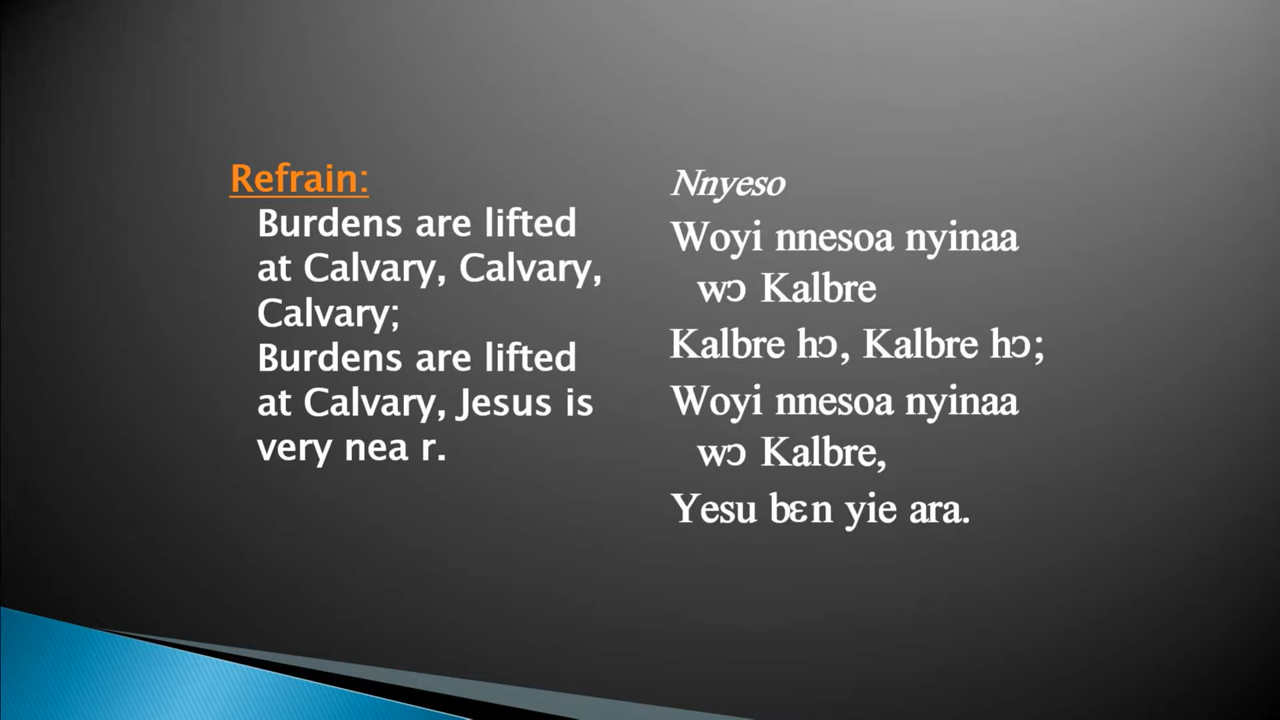 Refrain:
Burdens are lifted
at Calvary, Calvary,
Calvary;
Burdens are lifted
at Calvary, Jesus is
very nea r.
Nnyeso
Woyi nnesoa nyinaa
wɔ Kalbre
Kalbre hɔ, Kalbre hɔ;
Woyi nnesoa nyinaa
wɔ Kalbre,
Yesu bɛn yie ara.